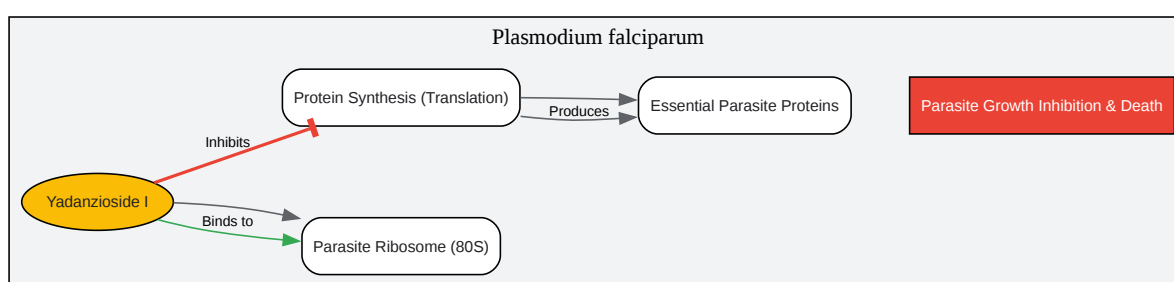 Plasmodium falciparum
Protein Synthesis (Translation)
Produces
Essential Parasite Proteins
Parasite Growth Inhibition & Death
Inhibits
Yadanzioside I
Binds to
Parasite Ribosome (80S)